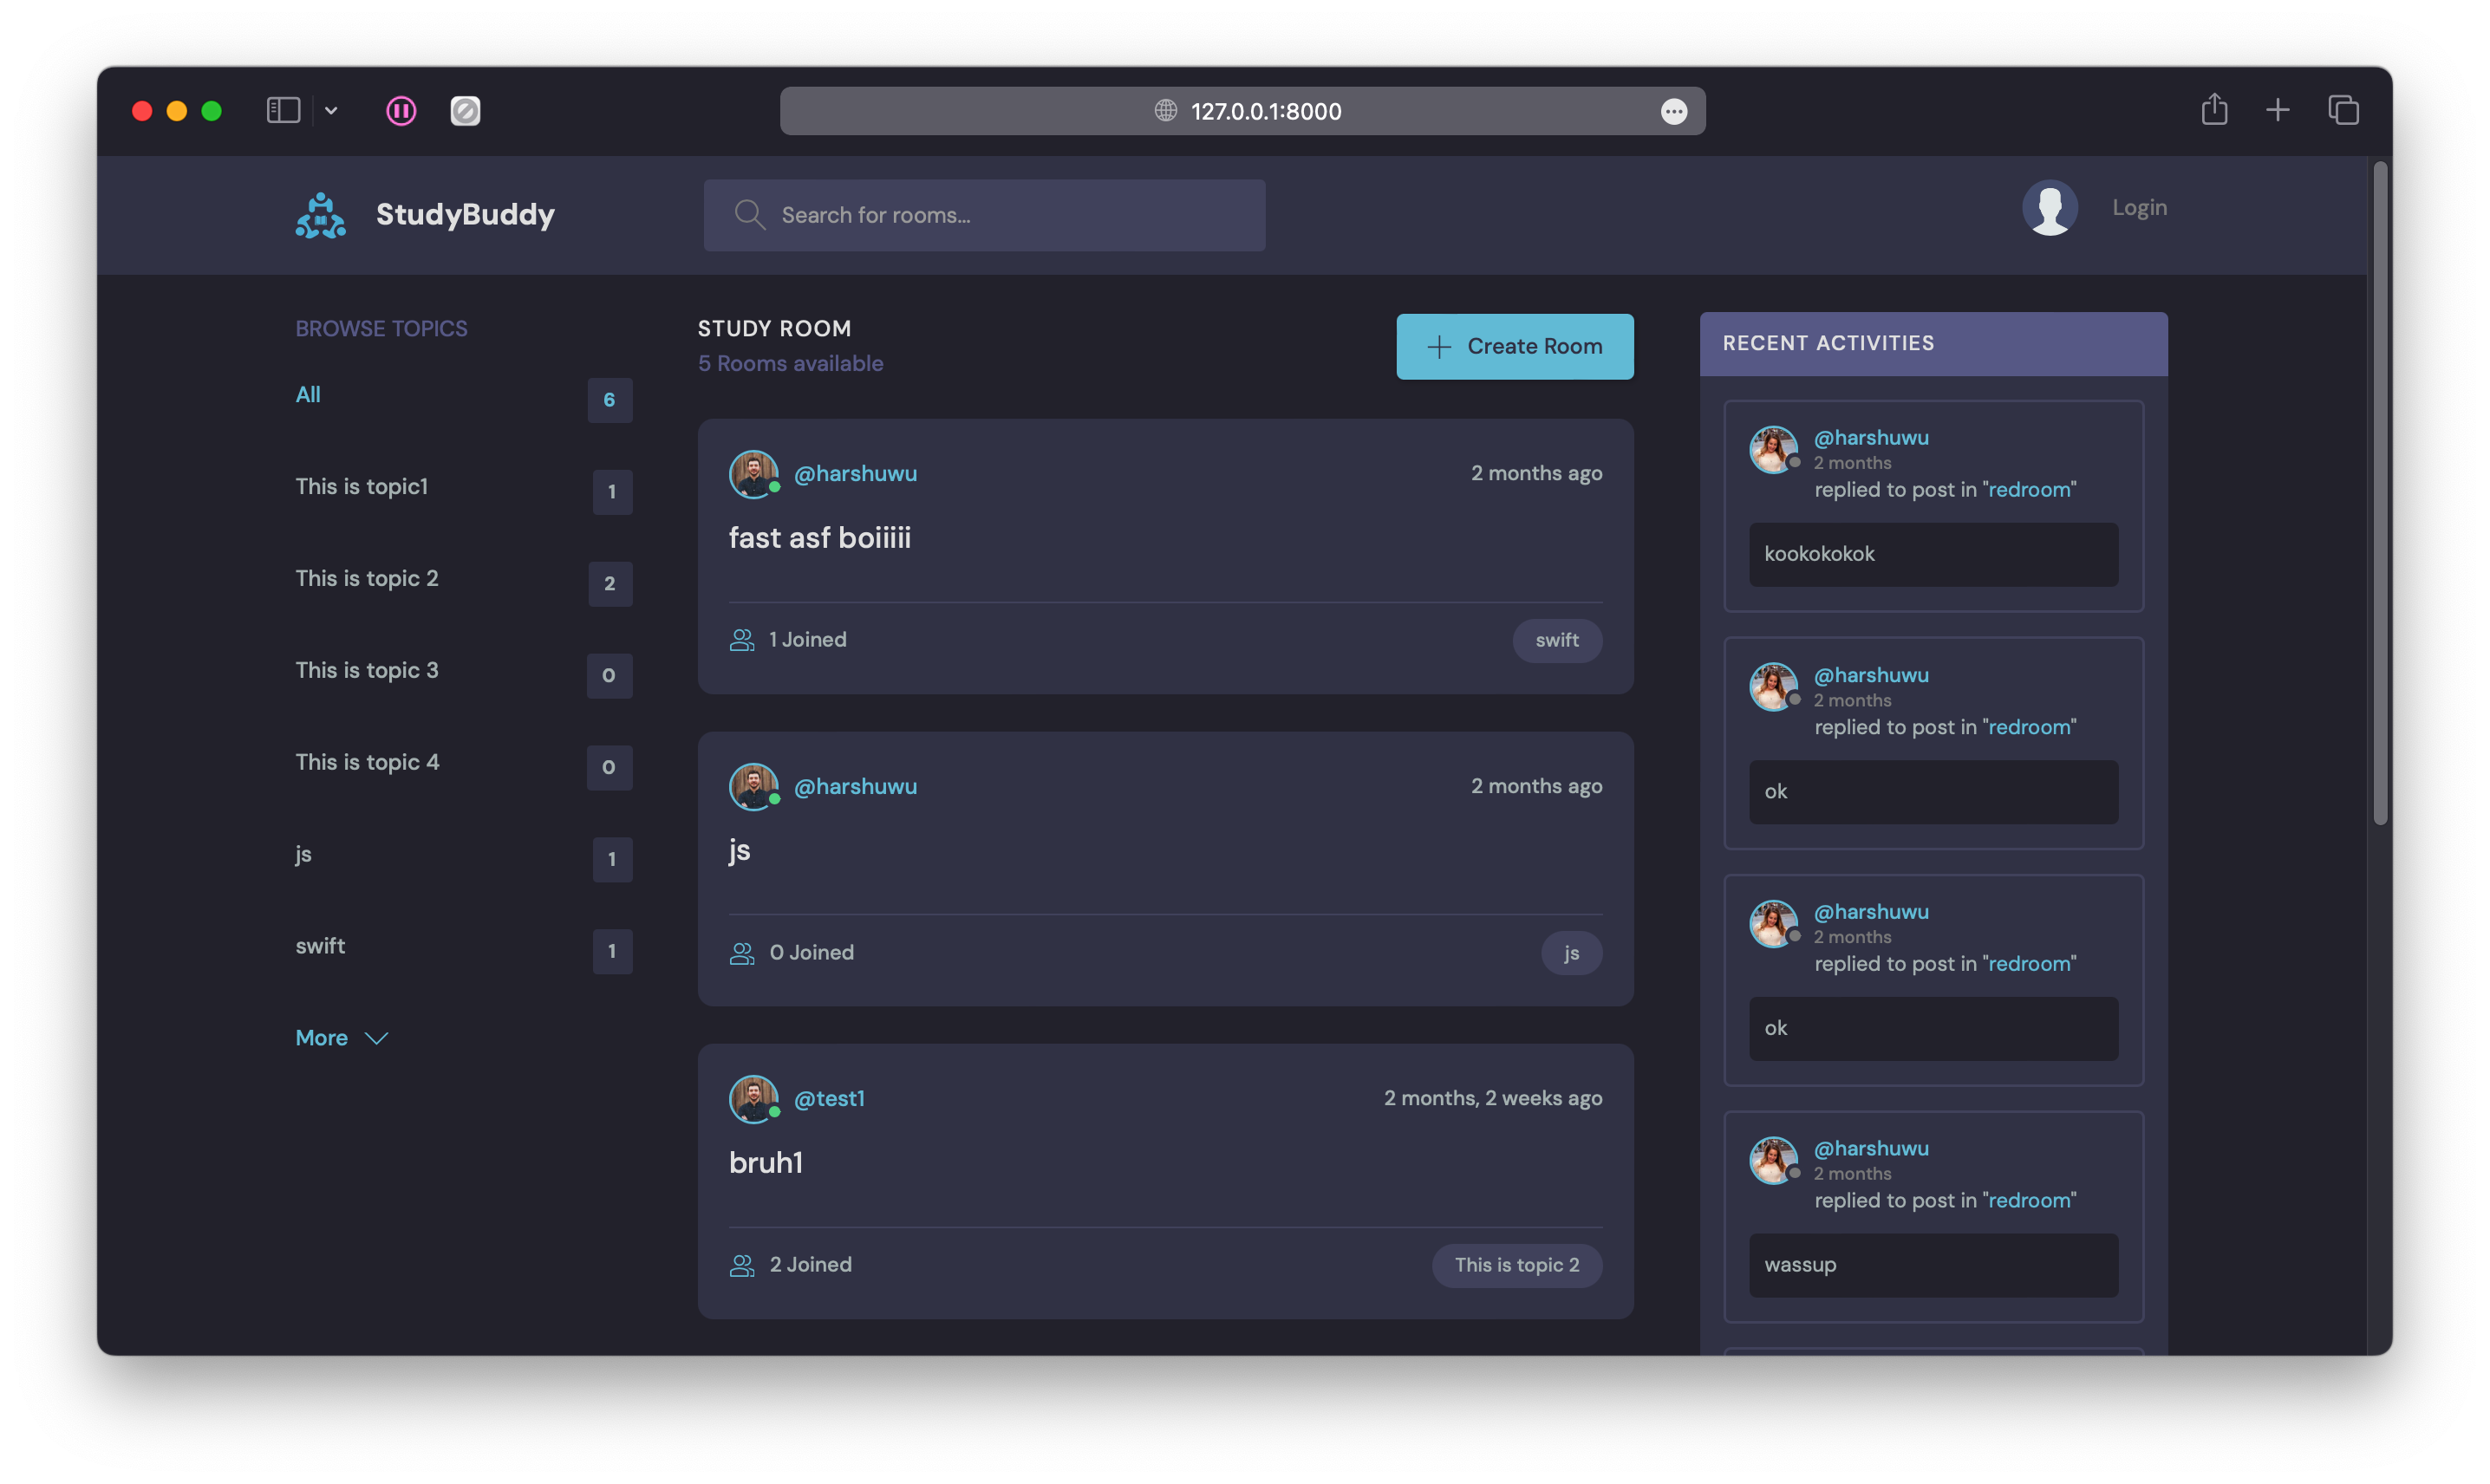 127.0.0.1:8000
StudyBuddy
Search for rooms...
Login
BROWSE TOPICS
All
6
This is topic1
1
This is topic 2
2
This is topic 3
0
This is topic 4
0
js
1
swift
1
More
STUDY ROOM
5 Rooms available
Create Room
@harshuwu
2 months ago
fast asf boiiiii
1 Joined
swift
@harshuwu
2 months ago
js
0 Joined
js
@test1
2 months, 2 weeks ago
bruh1
2 Joined
This is topic 2
RECENT ACTIVITIES
@harshuwu
2 months
replied to post in "redroom"
kookokokok
@harshuwu
2 months
replied to post in "redroom"
ok
@harshuwu
2 months
replied to post in "redroom"
ok
@harshuwu
2 months
replied to post in "redroom"
wassup